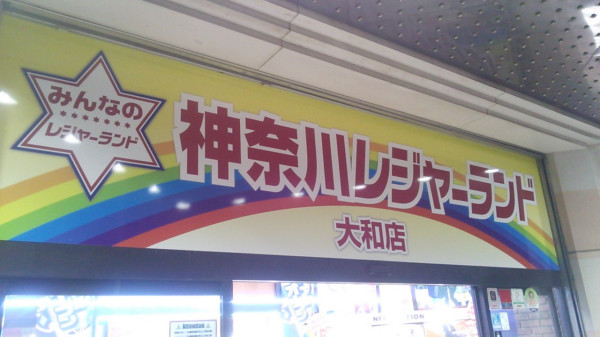 みんなの
レジャーランド
神奈川レジャーランド
大和店